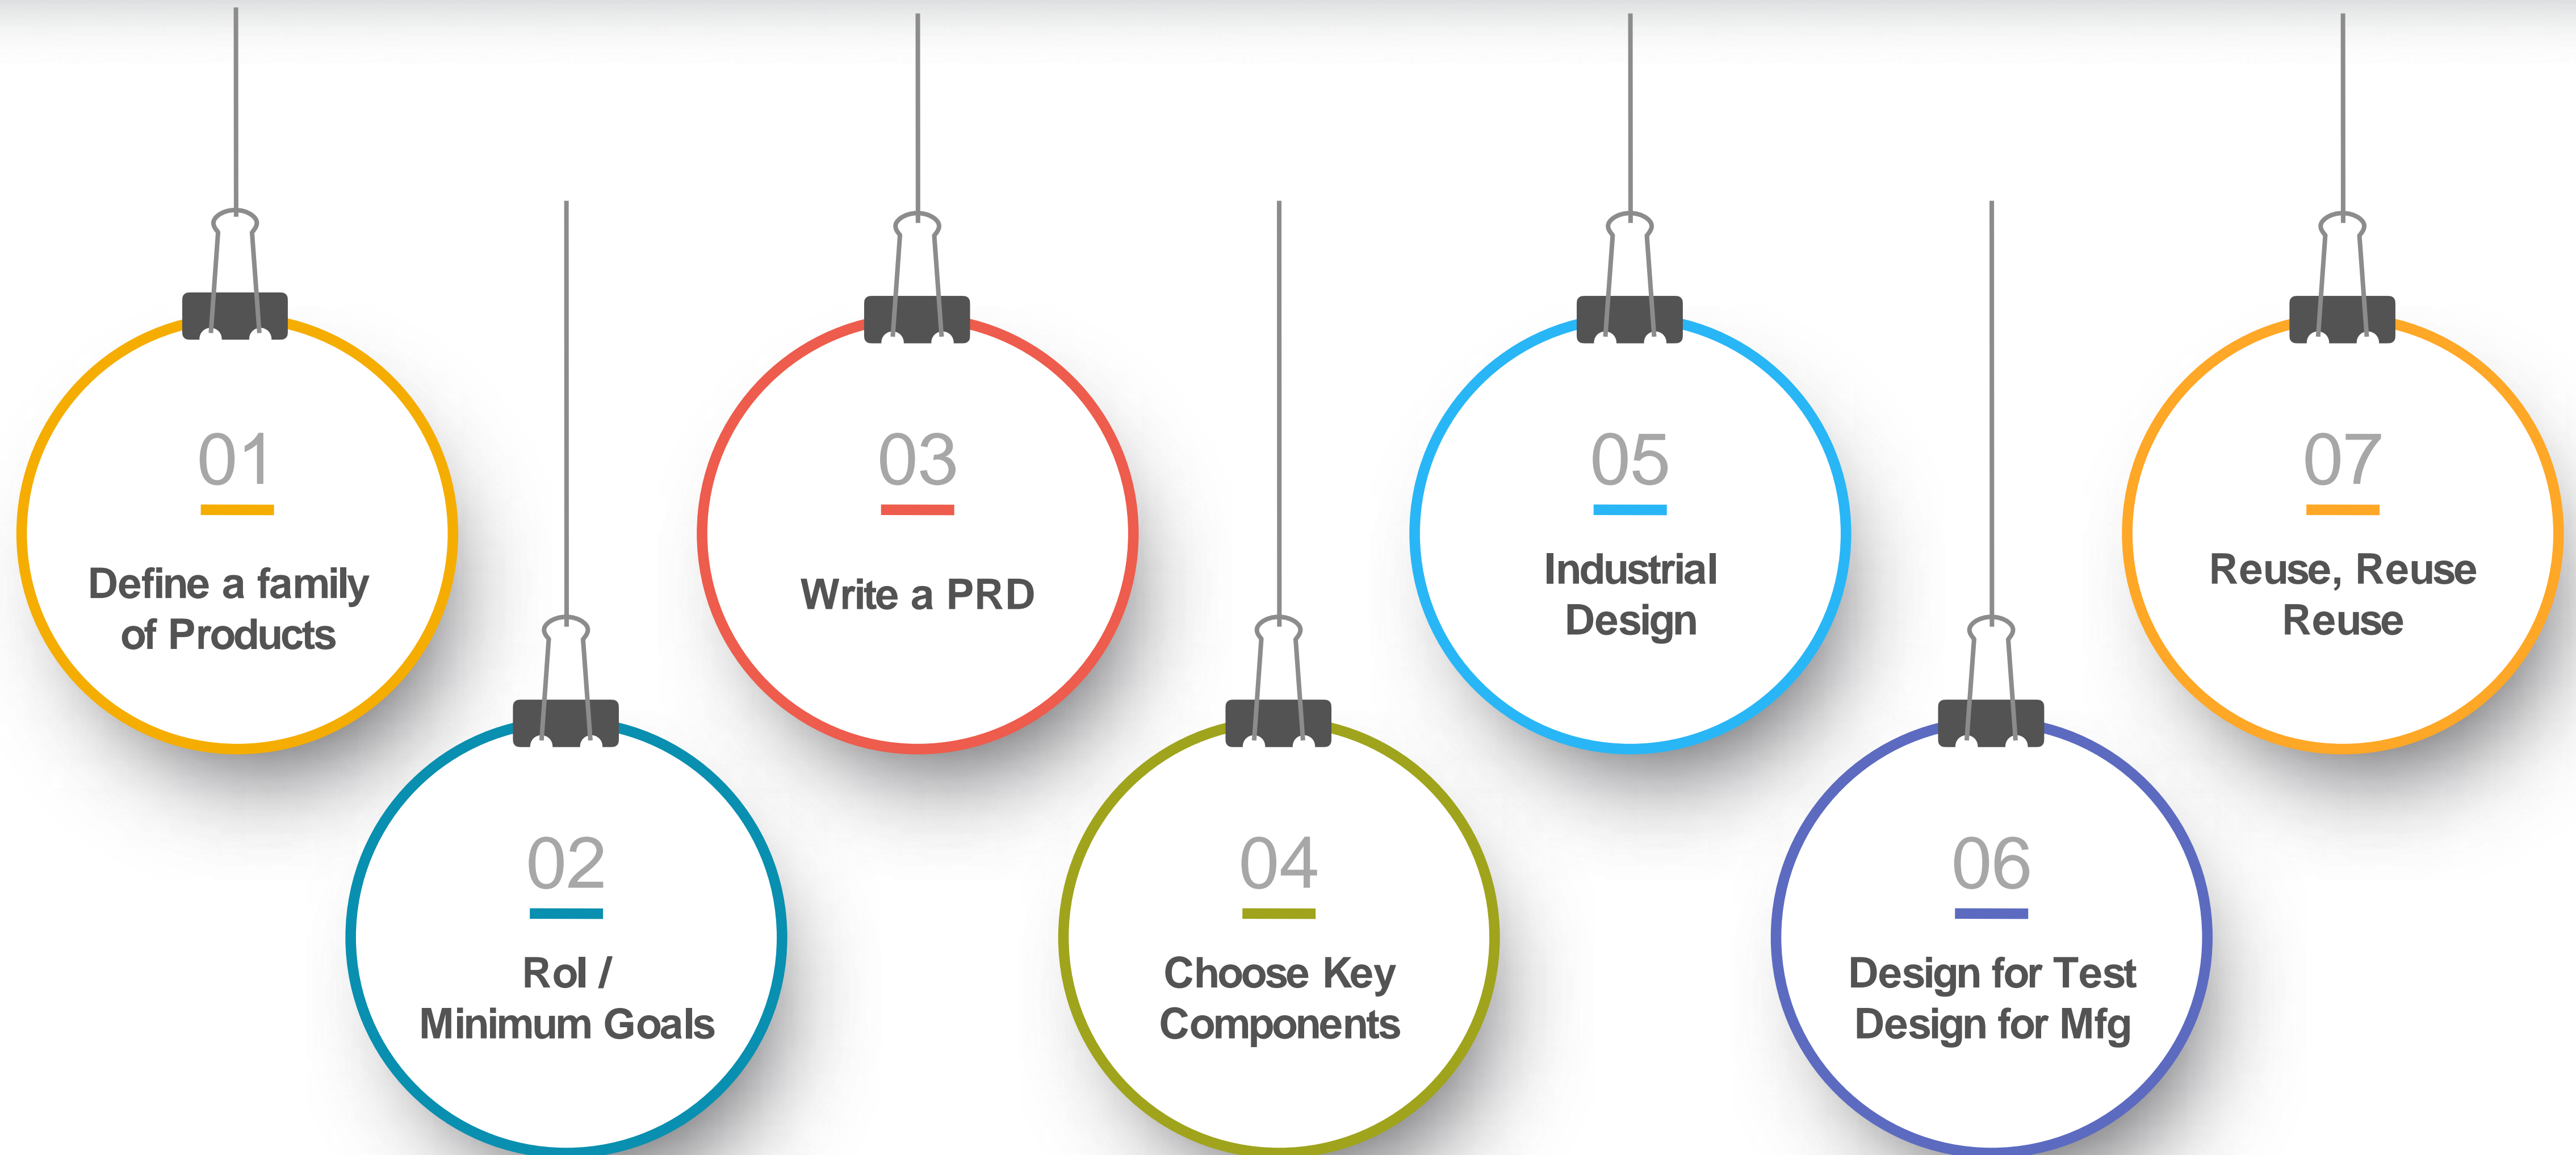 01
Define a family
of Products
02
RoI /
Minimum Goals
03
Write a PRD
04
Choose Key
Components
05
Industrial
Design
06
Design for Test
Design for Mfg
07
Reuse, Reuse
Reuse